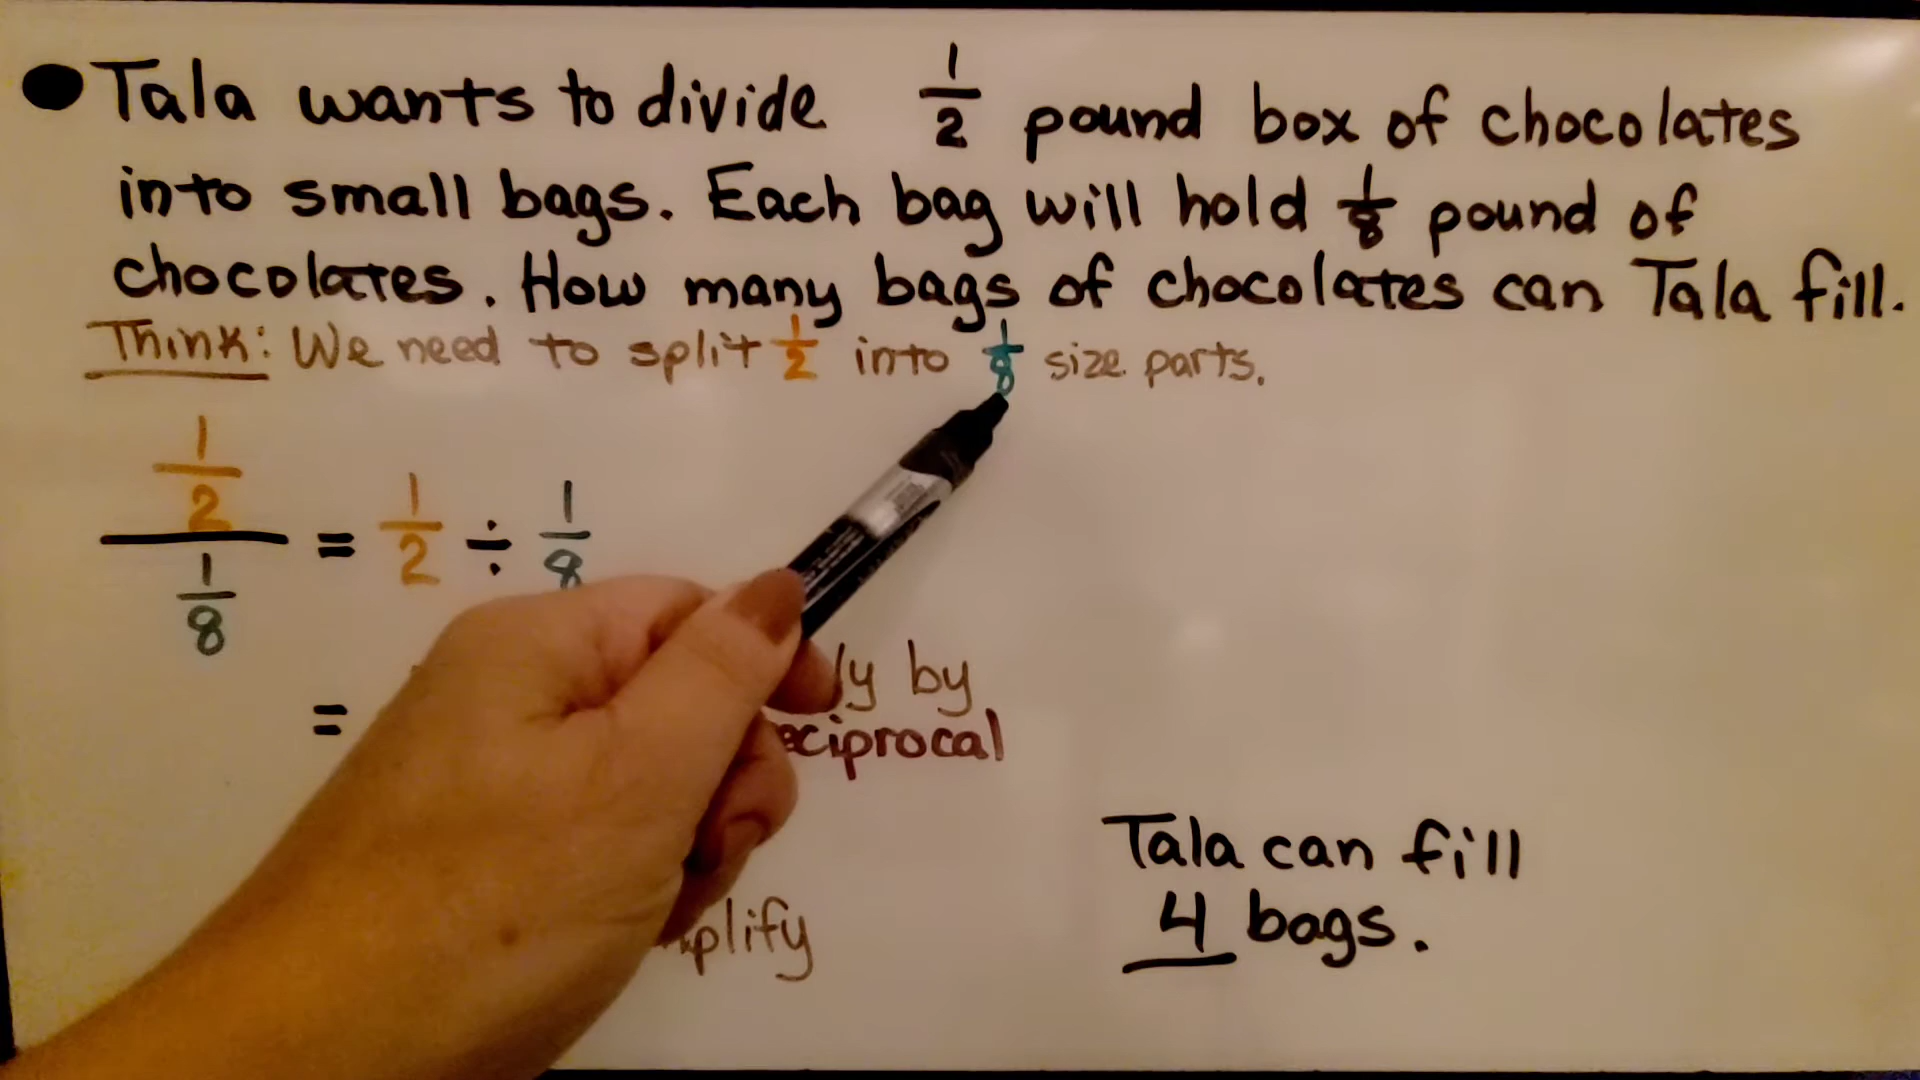 Tala wants to divide 1/2 pound box of chocolates
into small bags. Each bag will hold 1/8 pound of
chocolates. How many bags of chocolates can Tala fill.
Think: We need to split 1/2 into 1/8 size parts.
1/2 / 1/8 = 1/2 ÷ 1/8
=
by
Tala can fill
4 bags.